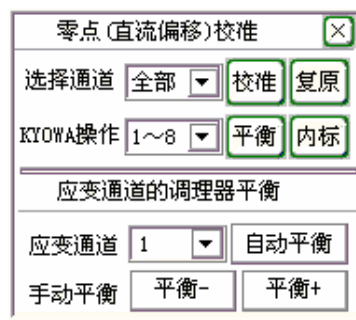 零点(直流偏移)校准
选择通道 全部 校准 复原
KYOWA操作 1～8 平衡 内标
应变通道的调理器平衡
应变通道 1 自动平衡
手动平衡 平衡- 平衡+